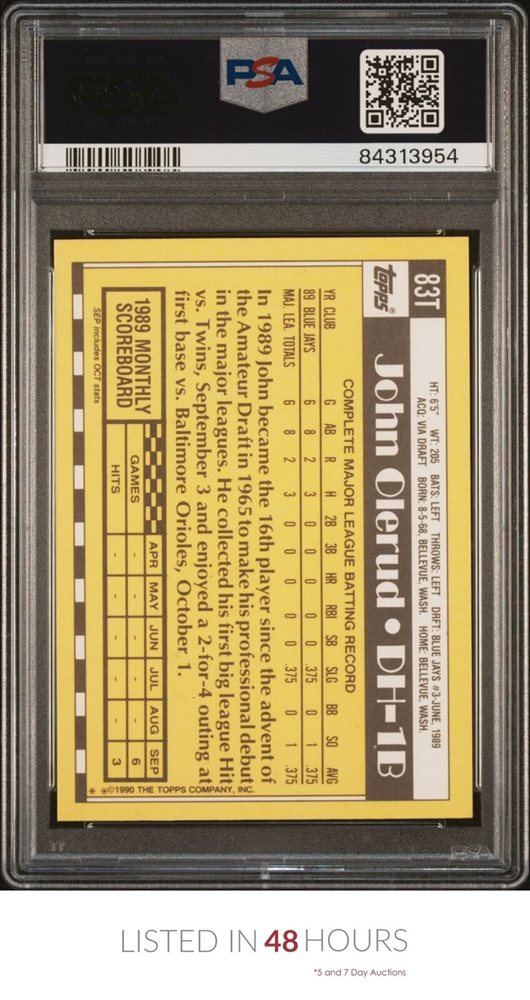 PSA
84313954
83T
topps®
HT: 6'5" WT: 205 BATS: LEFT THROWS: LEFT DRFT: BLUE JAYS #3-JUNE, 1989
ACQ: VIA DRAFT BORN: 8-5-68, BELLEVUE, WASH. HOME: BELLEVUE, WASH.
John Olerud • DH-1B
COMPLETE MAJOR LEAGUE BATTING RECORD
YR CLUB G AB R H 2B 3B HR RBI SB SLG BB SO AVG
89 BLUE JAYS 6 8 2 3 0 0 0 0 0 .375 0 1 .375
MAJ. LEA. TOTALS 6 8 2 3 0 0 0 0 0 .375 0 1 .375
In 1989 John became the 16th player since the advent of
the Amateur Draft in 1965 to make his professional debut
in the major leagues. He collected his first big league Hit
vs. Twins, September 3 and enjoyed a 2-for-4 outing at
first base vs. Baltimore Orioles, October 1.
1989 MONTHLY
SCOREBOARD
APR MAY JUN JUL AUG SEP
GAMES - - - - - 6
HITS - - - - - 3
SEP includes OCT stats
* *©1990 THE TOPPS COMPANY, INC.
PSA
LISTED IN 48 HOURS
*5 and 7 Day Auctions